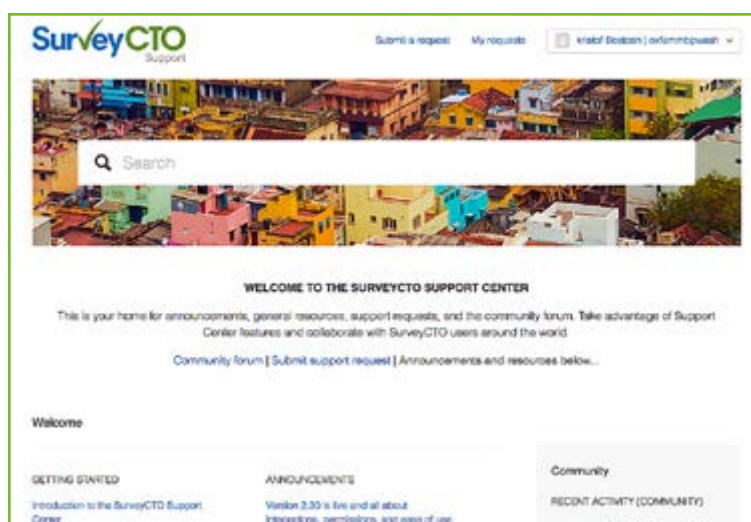 SurveyCTO
Support
Submit a request My requests kristof Bostoen | oxfammbpwash
Search
WELCOME TO THE SURVEYCTO SUPPORT CENTER
This is your home for announcements, general resources, support requests, and the community forum. Take advantage of Support
Center features and collaborate with SurveyCTO users around the world.
Community forum | Submit support request | Announcements and resources below...
Welcome
GETTING STARTED
Introduction to the SurveyCTO Support
Center
ANNOUNCEMENTS
Version 2.30 is live and all about
integrations, permissions, and ease of use
Community
RECENT ACTIVITY (COMMUNITY)